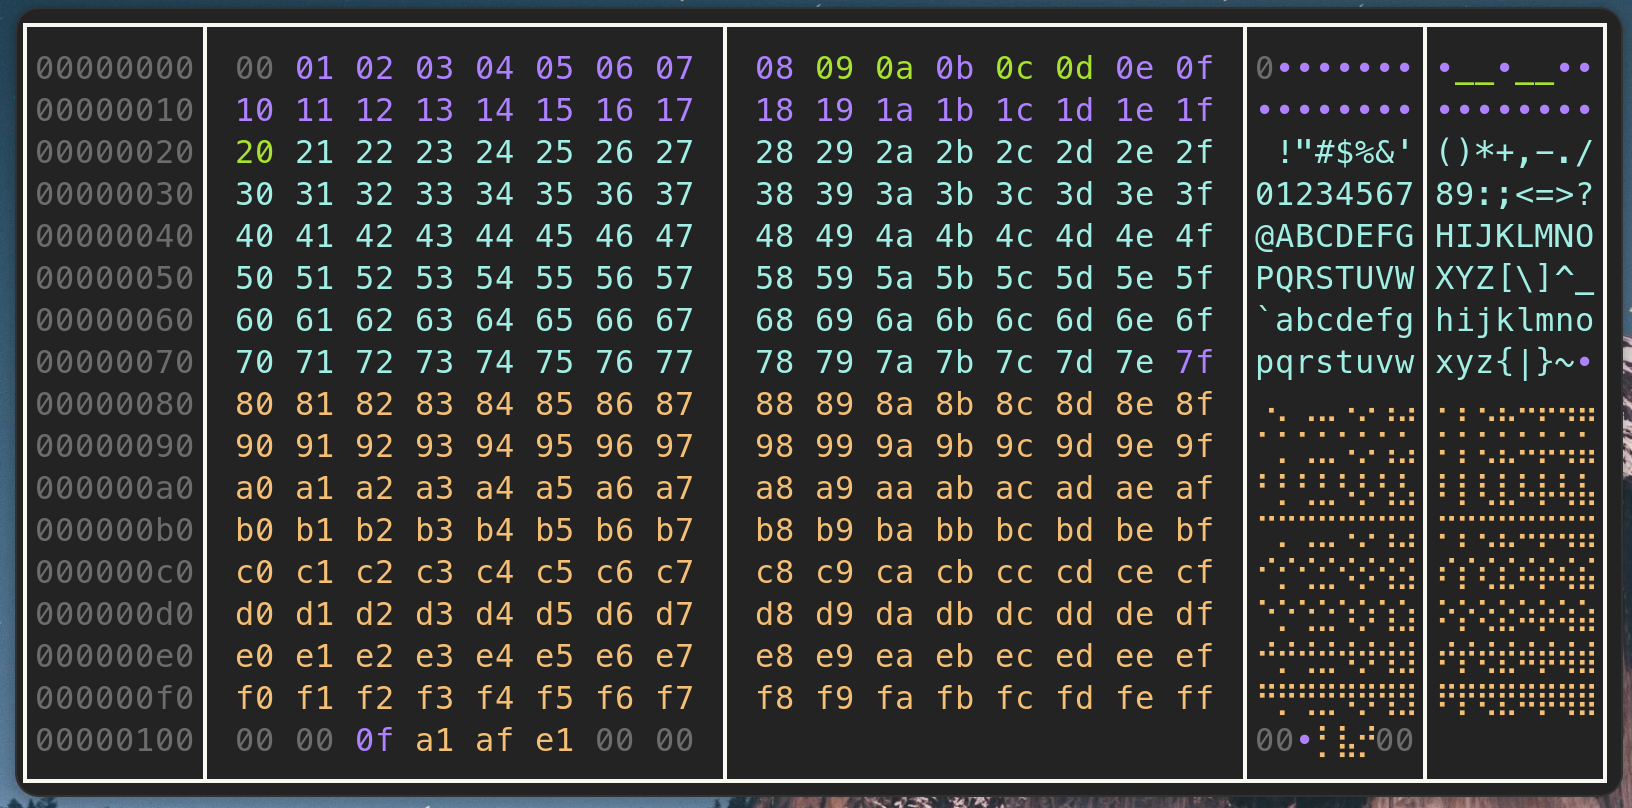 00000000 00 01 02 03 04 05 06 07 08 09 0a 0b 0c 0d 0e 0f 0••••••• •__•__••
00000010 10 11 12 13 14 15 16 17 18 19 1a 1b 1c 1d 1e 1f •••••••• ••••••••
00000020 20 21 22 23 24 25 26 27 28 29 2a 2b 2c 2d 2e 2f  !"#$%&' ()*+,-./
00000030 30 31 32 33 34 35 36 37 38 39 3a 3b 3c 3d 3e 3f 01234567 89:;<=>?
00000040 40 41 42 43 44 45 46 47 48 49 4a 4b 4c 4d 4e 4f @ABCDEFG HIJKLMNO
00000050 50 51 52 53 54 55 56 57 58 59 5a 5b 5c 5d 5e 5f PQRSTUVW XYZ[\]^_
00000060 60 61 62 63 64 65 66 67 68 69 6a 6b 6c 6d 6e 6f `abcdefg hijklmno
00000070 70 71 72 73 74 75 76 77 78 79 7a 7b 7c 7d 7e 7f pqrstuvw xyz{|}~•
00000080 80 81 82 83 84 85 86 87 88 89 8a 8b 8c 8d 8e 8f
00000090 90 91 92 93 94 95 96 97 98 99 9a 9b 9c 9d 9e 9f
000000a0 a0 a1 a2 a3 a4 a5 a6 a7 a8 a9 aa ab ac ad ae af
000000b0 b0 b1 b2 b3 b4 b5 b6 b7 b8 b9 ba bb bc bd be bf
000000c0 c0 c1 c2 c3 c4 c5 c6 c7 c8 c9 ca cb cc cd ce cf
000000d0 d0 d1 d2 d3 d4 d5 d6 d7 d8 d9 da db dc dd de df
000000e0 e0 e1 e2 e3 e4 e5 e6 e7 e8 e9 ea eb ec ed ee ef
000000f0 f0 f1 f2 f3 f4 f5 f6 f7 f8 f9 fa fb fc fd fe ff
00000100 00 00 0f a1 af e1 00 00 00• 00